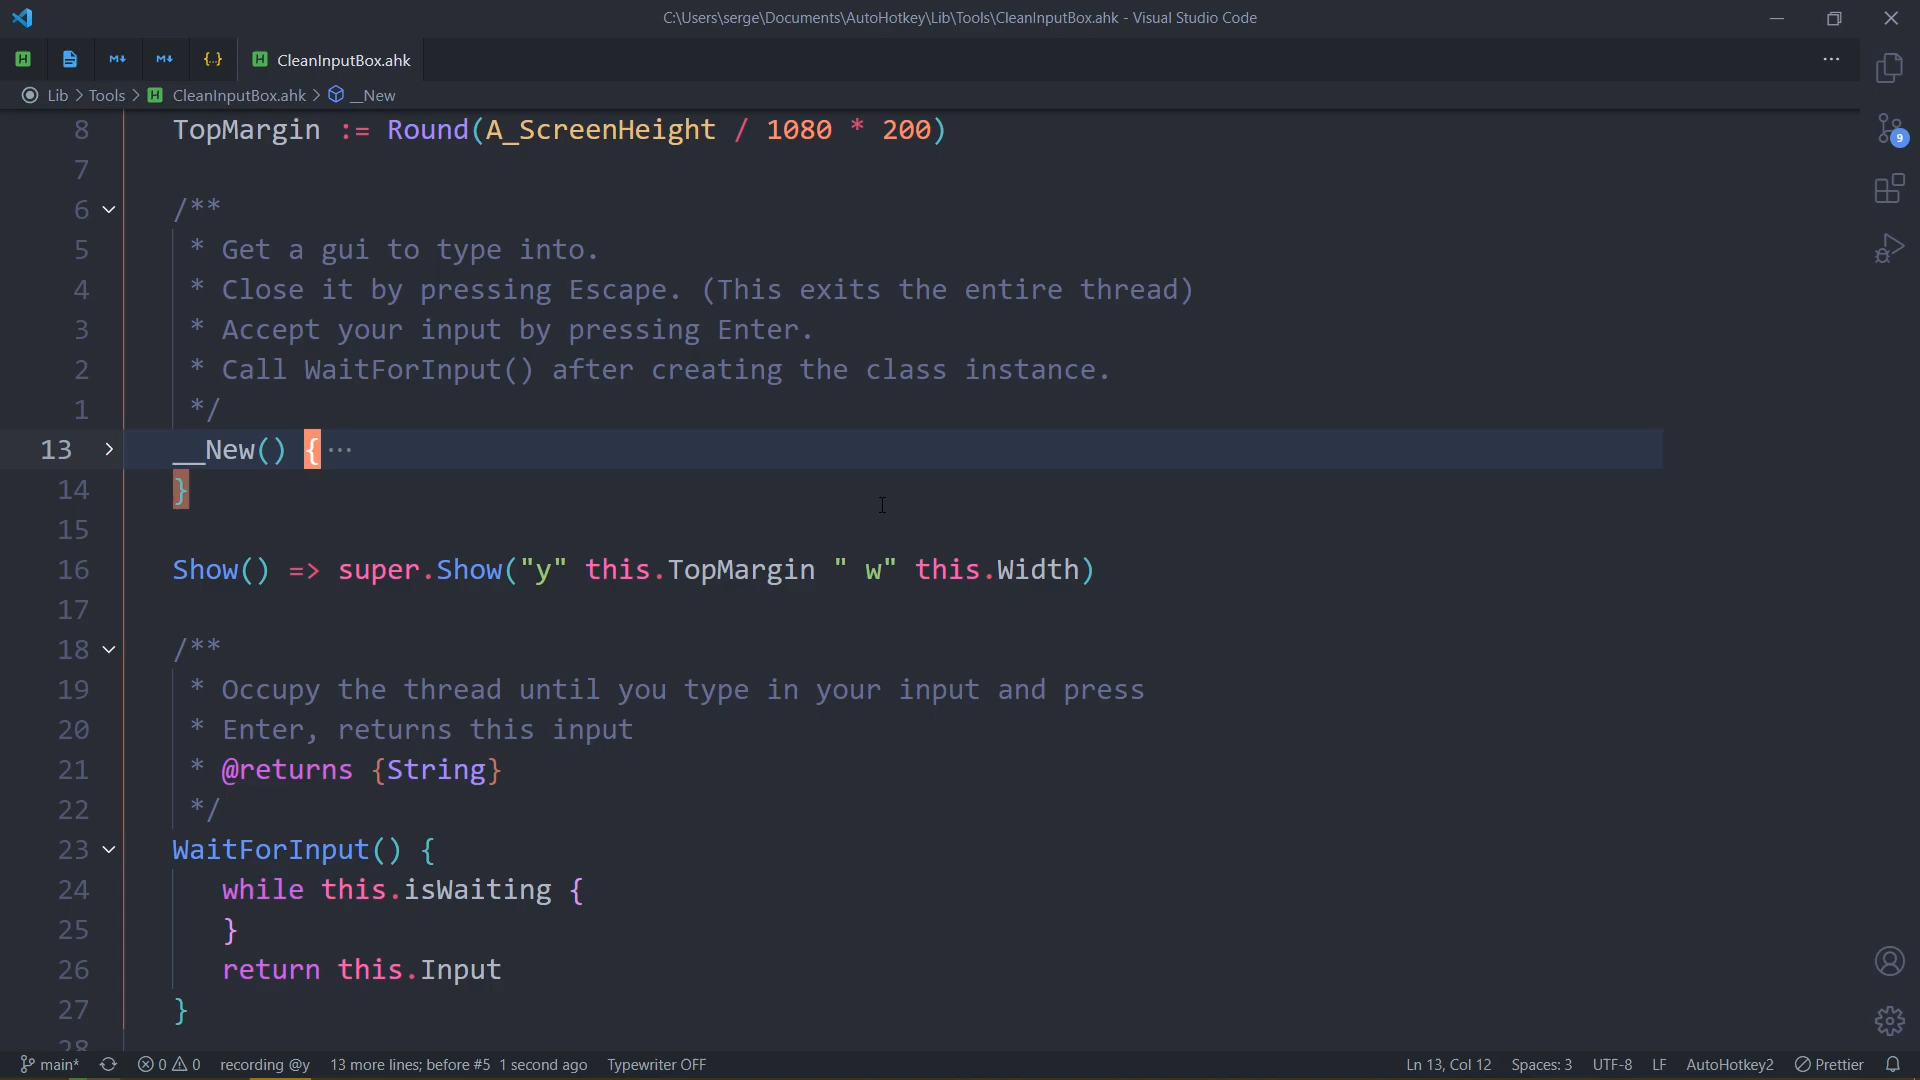 C:\Users\serge\Documents\AutoHotkey\Lib\Tools\CleanInputBox.ahk - Visual Studio Code
H M↓ M↓ {..} H CleanInputBox.ahk ···
Lib > Tools > H CleanInputBox.ahk > __New
8 TopMargin := Round(A_ScreenHeight / 1080 * 200)
7
6 /**
5 * Get a gui to type into.
4 * Close it by pressing Escape. (This exits the entire thread)
3 * Accept your input by pressing Enter.
2 * Call WaitForInput() after creating the class instance.
1 */
13 __New() { ···
14 }
15
16 Show() => super.Show("y" this.TopMargin " w" this.Width)
17
18 /**
19 * Occupy the thread until you type in your input and press
20 * Enter, returns this input
21 * @returns {String}
22 */
23 WaitForInput() {
24 while this.isWaiting {
25 }
26 return this.Input
27 }
28
9
main* 0 0 recording @y 13 more lines; before #5 1 second ago Typewriter OFF Ln 13, Col 12 Spaces: 3 UTF-8 LF AutoHotkey2 Prettier